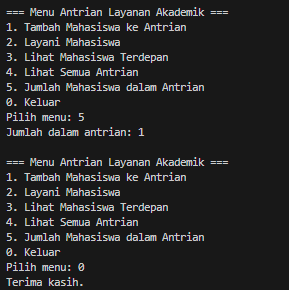 === Menu Antrian Layanan Akademik ===
1. Tambah Mahasiswa ke Antrian
2. Layani Mahasiswa
3. Lihat Mahasiswa Terdepan
4. Lihat Semua Antrian
5. Jumlah Mahasiswa dalam Antrian
0. Keluar
Pilih menu: 5
Jumlah dalam antrian: 1

=== Menu Antrian Layanan Akademik ===
1. Tambah Mahasiswa ke Antrian
2. Layani Mahasiswa
3. Lihat Mahasiswa Terdepan
4. Lihat Semua Antrian
5. Jumlah Mahasiswa dalam Antrian
0. Keluar
Pilih menu: 0
Terima kasih.